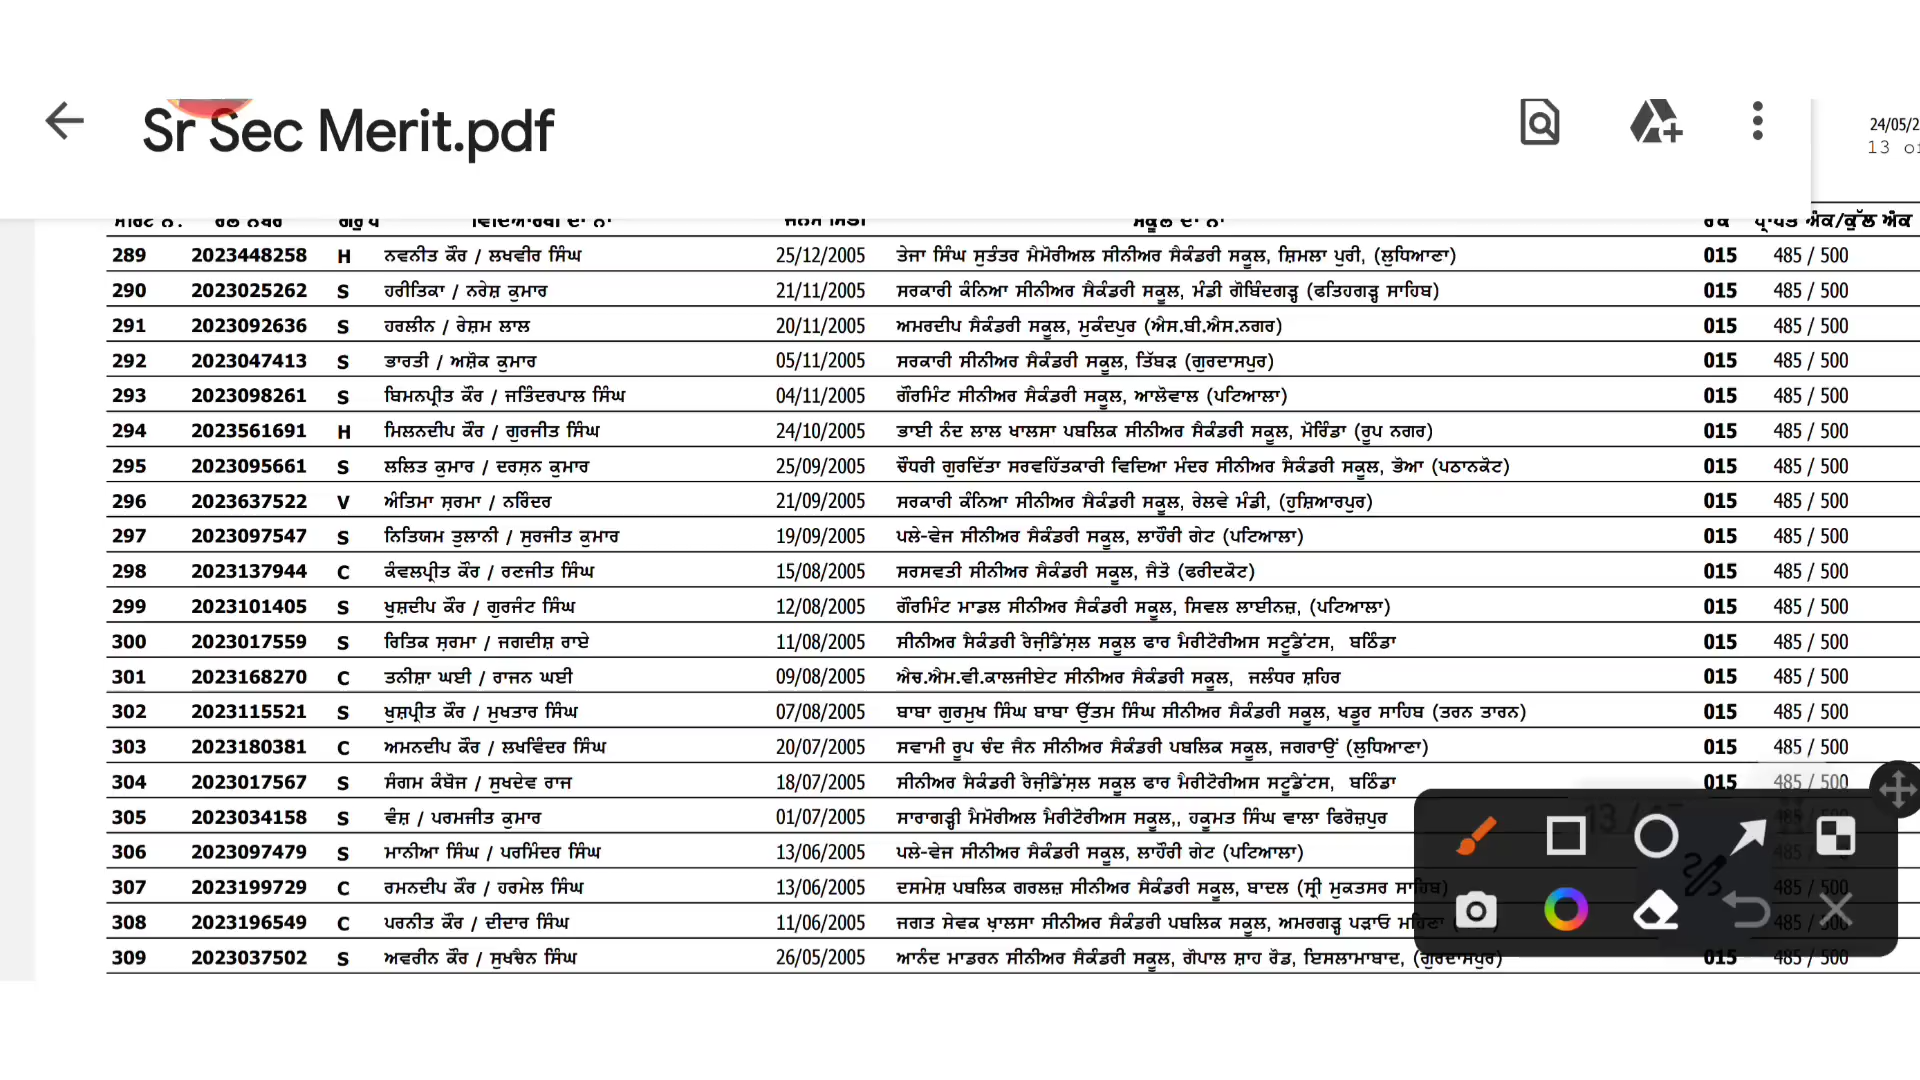 Sr Sec Merit.pdf
24/05/2
13 o
ਪ੍ਰਾਪਤ ਅੰਕ/ਕੁੱਲ ਅੰਕ
289 2023448258 H ਨਵਨੀਤ ਕੌਰ / ਲਖਵੀਰ ਸਿੰਘ 25/12/2005 ਤੇਜਾ ਸਿੰਘ ਸੁਤੰਤਰ ਮੈਮੋਰੀਅਲ ਸੀਨੀਅਰ ਸੈਕੰਡਰੀ ਸਕੂਲ, ਸ਼ਿਮਲਾ ਪੁਰੀ, (ਲੁਧਿਆਣਾ) 015 485 / 500
290 2023025262 S ਹਰੀਤਿਕਾ / ਨਰੇਸ਼ ਕੁਮਾਰ 21/11/2005 ਸਰਕਾਰੀ ਕੰਨਿਆ ਸੀਨੀਅਰ ਸੈਕੰਡਰੀ ਸਕੂਲ, ਮੰਡੀ ਗੋਬਿੰਦਗੜ੍ਹ (ਫਤਿਹਗੜ੍ਹ ਸਾਹਿਬ) 015 485 / 500
291 2023092636 S ਹਰਲੀਨ / ਰੇਸ਼ਮ ਲਾਲ 20/11/2005 ਅਮਰਦੀਪ ਸੈਕੰਡਰੀ ਸਕੂਲ, ਮੁਕੰਦਪੁਰ (ਐਸ.ਬੀ.ਐਸ.ਨਗਰ) 015 485 / 500
292 2023047413 S ਭਾਰਤੀ / ਅਸ਼ੋਕ ਕੁਮਾਰ 05/11/2005 ਸਰਕਾਰੀ ਸੀਨੀਅਰ ਸੈਕੰਡਰੀ ਸਕੂਲ, ਤਿੱਬੜ (ਗੁਰਦਾਸਪੁਰ) 015 485 / 500
293 2023098261 S ਬਿਮਨਪ੍ਰੀਤ ਕੌਰ / ਜਤਿੰਦਰਪਾਲ ਸਿੰਘ 04/11/2005 ਗੌਰਮਿੰਟ ਸੀਨੀਅਰ ਸੈਕੰਡਰੀ ਸਕੂਲ, ਆਲੋਵਾਲ (ਪਟਿਆਲਾ) 015 485 / 500
294 2023561691 H ਮਿਲਨਦੀਪ ਕੌਰ / ਗੁਰਜੀਤ ਸਿੰਘ 24/10/2005 ਭਾਈ ਨੰਦ ਲਾਲ ਖਾਲਸਾ ਪਬਲਿਕ ਸੀਨੀਅਰ ਸੈਕੰਡਰੀ ਸਕੂਲ, ਮੋਰਿੰਡਾ (ਰੂਪ ਨਗਰ) 015 485 / 500
295 2023095661 S ਲਲਿਤ ਕੁਮਾਰ / ਦਰਸ਼ਨ ਕੁਮਾਰ 25/09/2005 ਚੌਧਰੀ ਗੁਰਦਿੱਤਾ ਸਰਵਹਿੱਤਕਾਰੀ ਵਿਦਿਆ ਮੰਦਰ ਸੀਨੀਅਰ ਸੈਕੰਡਰੀ ਸਕੂਲ, ਭੋਆ (ਪਠਾਨਕੋਟ) 015 485 / 500
296 2023637522 V ਅੰਤਿਮਾ ਸ਼ਰਮਾ / ਨਰਿੰਦਰ 21/09/2005 ਸਰਕਾਰੀ ਕੰਨਿਆ ਸੀਨੀਅਰ ਸੈਕੰਡਰੀ ਸਕੂਲ, ਰੇਲਵੇ ਮੰਡੀ, (ਹੁਸ਼ਿਆਰਪੁਰ) 015 485 / 500
297 2023097547 S ਨਿਤਿਯਮ ਤੁਲਾਨੀ / ਸੁਰਜੀਤ ਕੁਮਾਰ 19/09/2005 ਪਲੇ-ਵੇਜ ਸੀਨੀਅਰ ਸੈਕੰਡਰੀ ਸਕੂਲ, ਲਾਹੌਰੀ ਗੇਟ (ਪਟਿਆਲਾ) 015 485 / 500
298 2023137944 C ਕੰਵਲਪ੍ਰੀਤ ਕੌਰ / ਰਣਜੀਤ ਸਿੰਘ 15/08/2005 ਸਰਸਵਤੀ ਸੀਨੀਅਰ ਸੈਕੰਡਰੀ ਸਕੂਲ, ਜੈਤੋ (ਫਰੀਦਕੋਟ) 015 485 / 500
299 2023101405 S ਖੁਸ਼ਦੀਪ ਕੌਰ / ਗੁਰਜੰਟ ਸਿੰਘ 12/08/2005 ਗੌਰਮਿੰਟ ਮਾਡਲ ਸੀਨੀਅਰ ਸੈਕੰਡਰੀ ਸਕੂਲ, ਸਿਵਲ ਲਾਈਨਜ਼, (ਪਟਿਆਲਾ) 015 485 / 500
300 2023017559 S ਰਿਤਿਕ ਸ਼ਰਮਾ / ਜਗਦੀਸ਼ ਰਾਏ 11/08/2005 ਸੀਨੀਅਰ ਸੈਕੰਡਰੀ ਰੇਜ਼ੀਡੈਂਸ਼ਲ ਸਕੂਲ ਫਾਰ ਮੈਰੀਟੋਰੀਅਸ ਸਟੂਡੈਂਟਸ, ਬਠਿੰਡਾ 015 485 / 500
301 2023168270 C ਤਨੀਸ਼ਾ ਘਈ / ਰਾਜਨ ਘਈ 09/08/2005 ਐਚ.ਐਮ.ਵੀ.ਕਾਲਜੀਏਟ ਸੀਨੀਅਰ ਸੈਕੰਡਰੀ ਸਕੂਲ, ਜਲੰਧਰ ਸ਼ਹਿਰ 015 485 / 500
302 2023115521 S ਖੁਸ਼ਪ੍ਰੀਤ ਕੌਰ / ਮੁਖਤਾਰ ਸਿੰਘ 07/08/2005 ਬਾਬਾ ਗੁਰਮੁਖ ਸਿੰਘ ਬਾਬਾ ਉੱਤਮ ਸਿੰਘ ਸੀਨੀਅਰ ਸੈਕੰਡਰੀ ਸਕੂਲ, ਖਡੂਰ ਸਾਹਿਬ (ਤਰਨ ਤਾਰਨ) 015 485 / 500
303 2023180381 C ਅਮਨਦੀਪ ਕੌਰ / ਲਖਵਿੰਦਰ ਸਿੰਘ 20/07/2005 ਸਵਾਮੀ ਰੂਪ ਚੰਦ ਜੈਨ ਸੀਨੀਅਰ ਸੈਕੰਡਰੀ ਪਬਲਿਕ ਸਕੂਲ, ਜਗਰਾਉਂ (ਲੁਧਿਆਣਾ) 015 485 / 500
304 2023017567 S ਸੰਗਮ ਕੰਬੋਜ / ਸੁਖਦੇਵ ਰਾਜ 18/07/2005 ਸੀਨੀਅਰ ਸੈਕੰਡਰੀ ਰੇਜ਼ੀਡੈਂਸ਼ਲ ਸਕੂਲ ਫਾਰ ਮੈਰੀਟੋਰੀਅਸ ਸਟੂਡੈਂਟਸ, ਬਠਿੰਡਾ 015 485 / 500
305 2023034158 S ਵੰਸ਼ / ਪਰਮਜੀਤ ਕੁਮਾਰ 01/07/2005 ਸਾਰਾਗੜ੍ਹੀ ਮੈਮੋਰੀਅਲ ਮੈਰੀਟੋਰੀਅਸ ਸਕੂਲ,, ਹਕੂਮਤ ਸਿੰਘ ਵਾਲਾ ਫਿਰੋਜ਼ਪੁਰ
306 2023097479 S ਮਾਨੀਆ ਸਿੰਘ / ਪਰਮਿੰਦਰ ਸਿੰਘ 13/06/2005 ਪਲੇ-ਵੇਜ ਸੀਨੀਅਰ ਸੈਕੰਡਰੀ ਸਕੂਲ, ਲਾਹੌਰੀ ਗੇਟ (ਪਟਿਆਲਾ)
307 2023199729 C ਰਮਨਦੀਪ ਕੌਰ / ਹਰਮੇਲ ਸਿੰਘ 13/06/2005 ਦਸਮੇਸ਼ ਪਬਲਿਕ ਗਰਲਜ਼ ਸੀਨੀਅਰ ਸੈਕੰਡਰੀ ਸਕੂਲ, ਬਾਦਲ (ਸ੍ਰੀ ਮੁਕਤਸਰ ਸਾਹਿਬ) 485 / 500
308 2023196549 C ਪਰਨੀਤ ਕੌਰ / ਦੀਦਾਰ ਸਿੰਘ 11/06/2005 ਜਗਤ ਸੇਵਕ ਖ਼ਾਲਸਾ ਸੀਨੀਅਰ ਸੈਕੰਡਰੀ ਪਬਲਿਕ ਸਕੂਲ, ਅਮਰਗੜ੍ਹ ਪੜਾਓ ਮਹਿਣਾ 485 / 500
309 2023037502 S ਅਵਰੀਨ ਕੌਰ / ਸੁਖਚੈਨ ਸਿੰਘ 26/05/2005 ਆਨੰਦ ਮਾਡਰਨ ਸੀਨੀਅਰ ਸੈਕੰਡਰੀ ਸਕੂਲ, ਗੋਪਾਲ ਸ਼ਾਹ ਰੋਡ, ਇਸਲਾਮਾਬਾਦ, (ਗੁਰਦਾਸਪੁਰ) 015 485 / 500